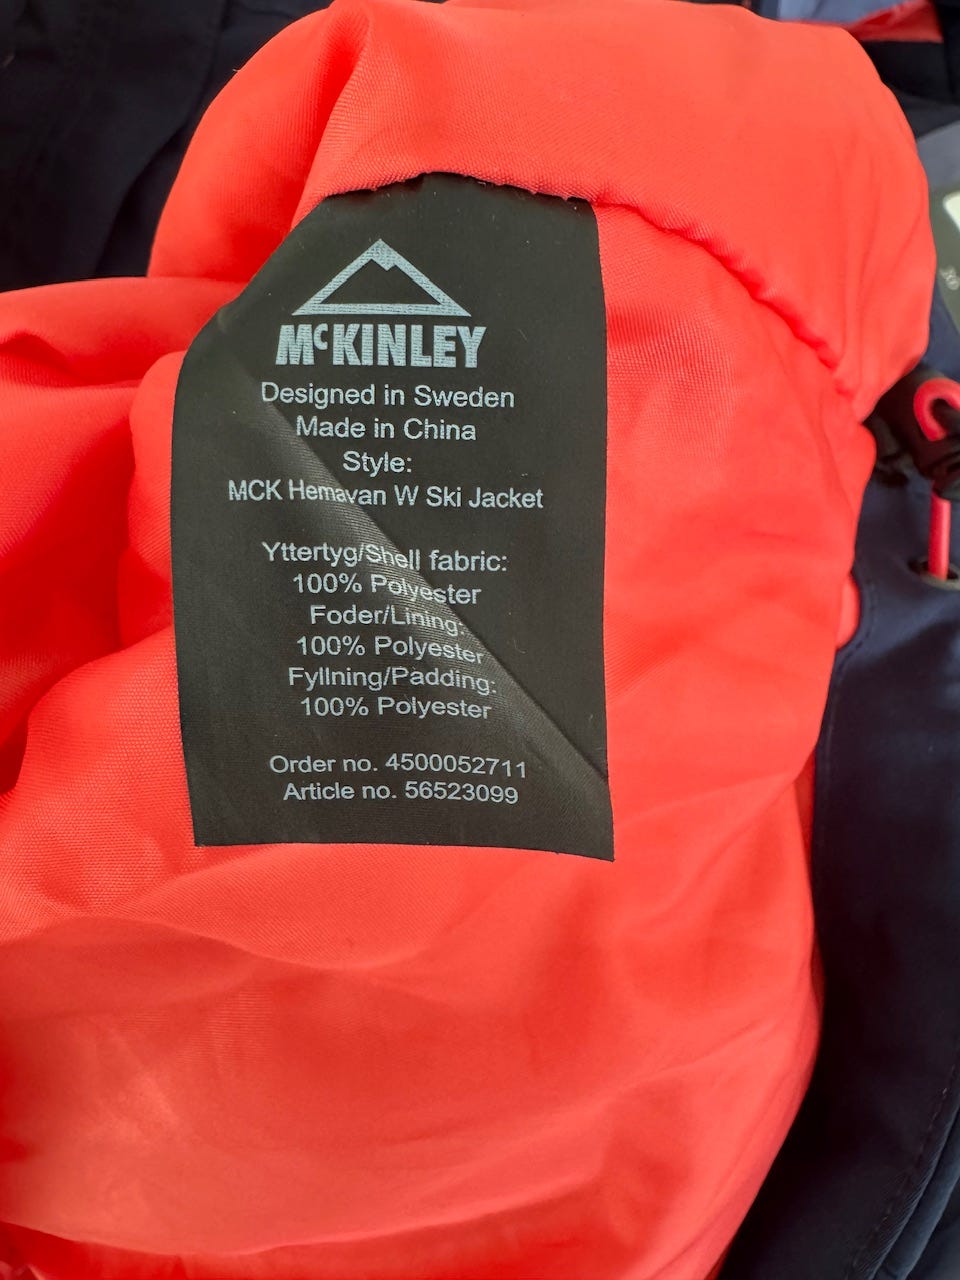 McKINLEY
Designed in Sweden
Made in China
Style:
MCK Hemavan W Ski Jacket
Yttertyg/Shell fabric:
100% Polyester
Foder/Lining:
100% Polyester
Fyllning/Padding:
100% Polyester
Order no. 4500052711
Article no. 56523099